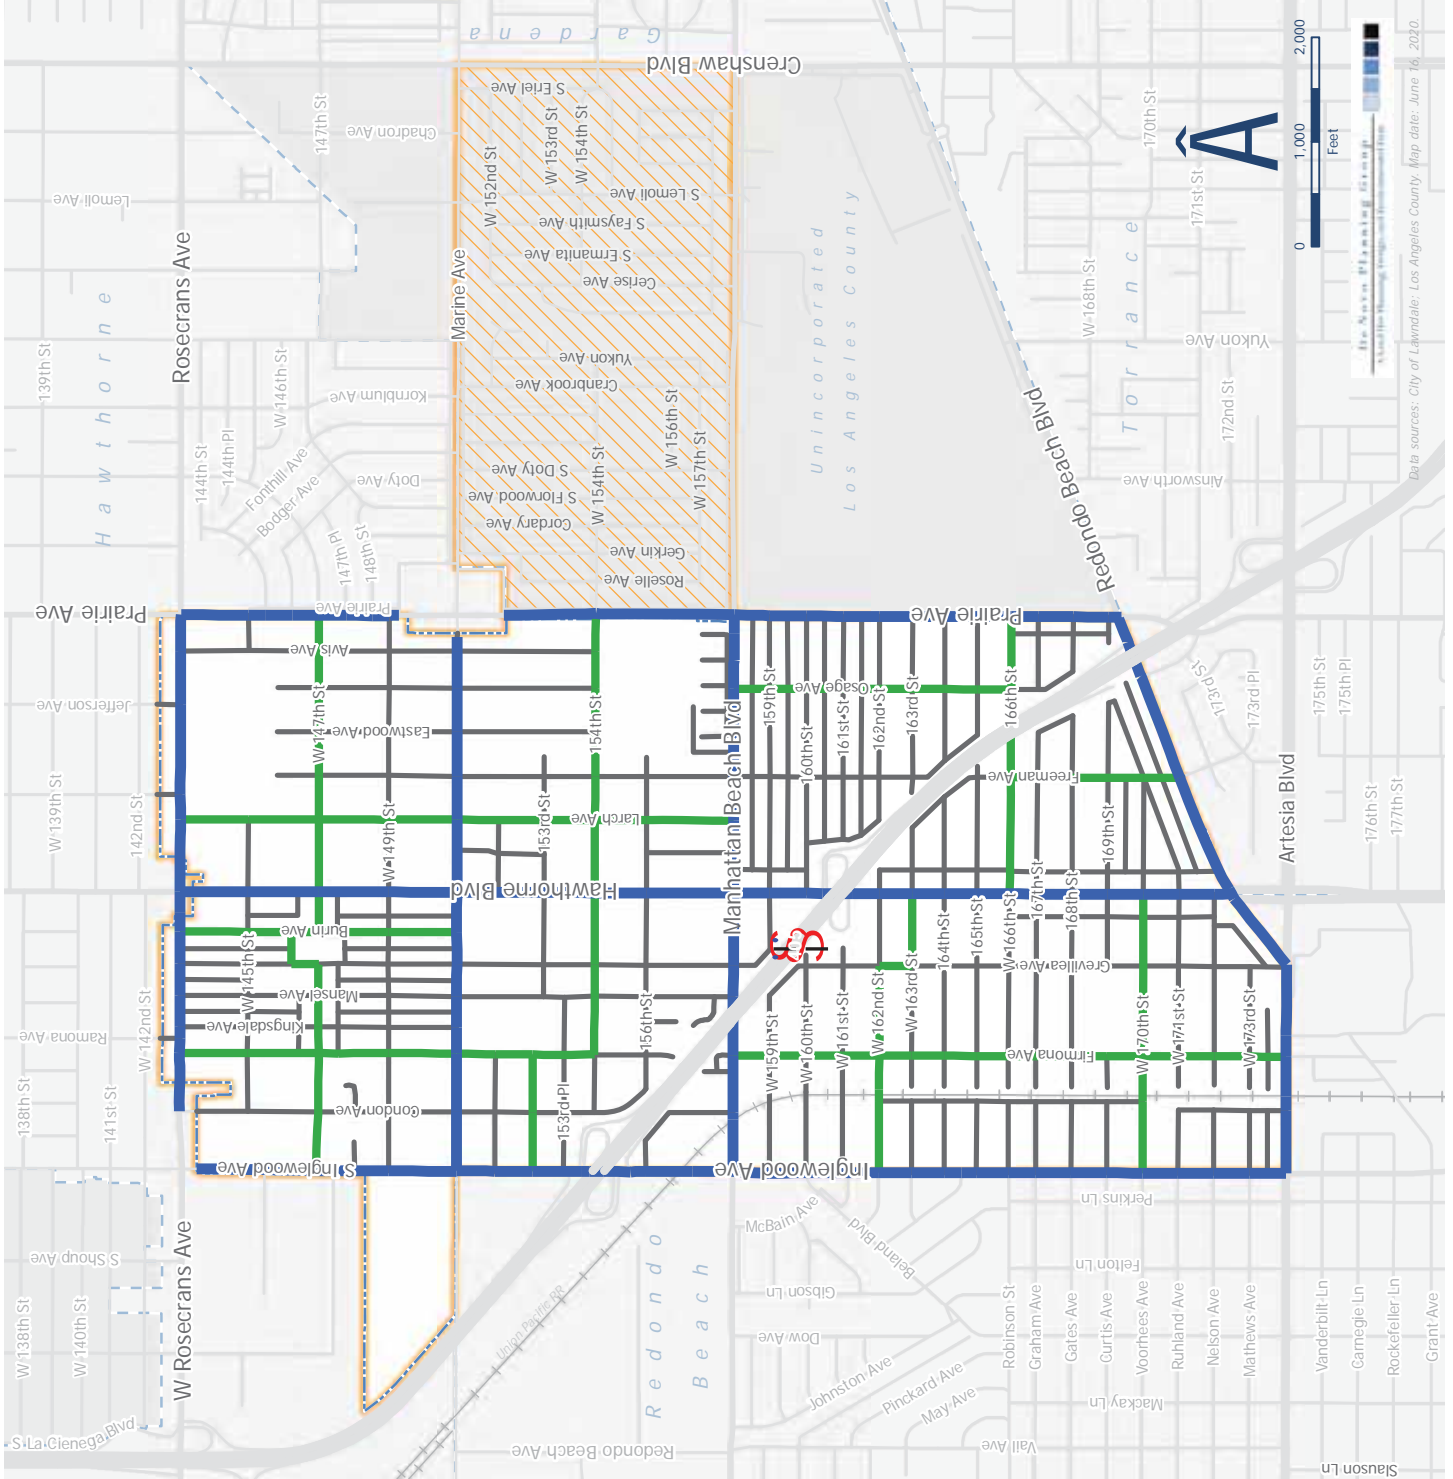 G a r d e n a
Crenshaw Blvd
S Eriel Ave
147th St
Chadron Ave
W 153rd St
W 154th St
W 152nd St
170th St
171st St
2,000
1,000
0
Feet
Lemoli Ave
S Lemoli Ave
S Faysmith Ave
S Ermanita Ave
Cerise Ave
Rosecrans Ave
Marine Ave
H a w t h o r n e
U n i n c o r p o r a t e d
L o s A n g e l e s C o u n t y
T o r r a n c e
W 168th St
Yukon Ave
Yukon Ave
Cranbrook Ave
139th St
W 146th St
Kornblum Ave
W 156th St
W 157th St
172nd St
Redondo Beach Blvd
144th St
144th Pl
Fonthill Ave
Bodger Ave
Doty Ave
S Doty Ave
S Florwood Ave
Cordary Ave
W 154th St
Ainsworth Ave
147th Pl
148th St
Gerkin Ave
Roselle Ave
Data sources: City of Lawndale; Los Angeles County. Map date: June 16, 2020.
Prairie Ave
Prairie Ave
Prairie Ave
Avis Ave
Jefferson Ave
W 147th St
Eastwood Ave
154th St
Manhattan Beach Blvd
159th St
Osage Ave
160th St
161st St
162nd St
163rd St
166th St
173rd St
173rd Pl
175th St
175th Pl
Freeman Ave
W 139th St
142nd St
W 149th St
153rd St
Larch Ave
169th St
Artesia Blvd
176th St
177th St
Hawthorne Blvd
167th St
168th St
Burin Ave
W 145th St
164th St
165th St
W 166th St
Grevillea Ave
Mansel Ave
Kingsdale Ave
156th St
W 159th St
W 160th St
W 161st St
W 162nd St
W 163rd St
W 170th St
W 171st St
W 173rd St
Firmona Ave
Ramona Ave
W 142nd St
138th St
141st St
Condon Ave
153rd Pl
S Inglewood Ave
Inglewood Ave
Perkins Ln
McBain Ave
Beland Blvd
Felton Ln
Gibson Ln
Dow Ave
S Shoup Ave
W Rosecrans Ave
W 138th St
W 140th St
Union Pacific RR
R e d o n d o
B e a c h
Robinson St
Graham Ave
Gates Ave
Curtis Ave
Voorhees Ave
Ruhland Ave
Nelson Ave
Mathews Ave
Vanderbilt Ln
Carnegie Ln
Rockefeller Ln
Grant Ave
Johnston Ave
Pinckard Ave
May Ave
Mackay Ln
Vail Ave
S La Cienega Blvd
Redondo Beach Ave
Slauson Ln